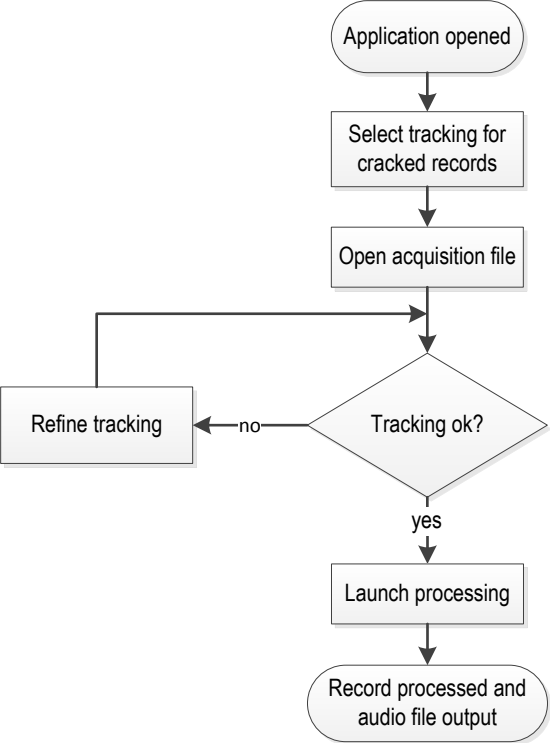 Application opened
Select tracking for
cracked records
Open acquisition file
Tracking ok?
no
Refine tracking
yes
Launch processing
Record processed and
audio file output